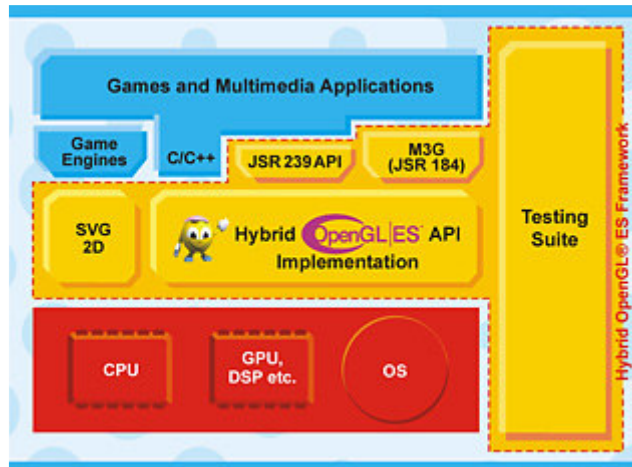 Games and Multimedia Applications
Game
Engines
C/C++
JSR 239 API
M3G
(JSR 184)
SVG
2D
Hybrid OpenGL|ES™ API
Implementation
Testing
Suite
Hybrid OpenGL® ES Framework
CPU
GPU,
DSP etc.
OS